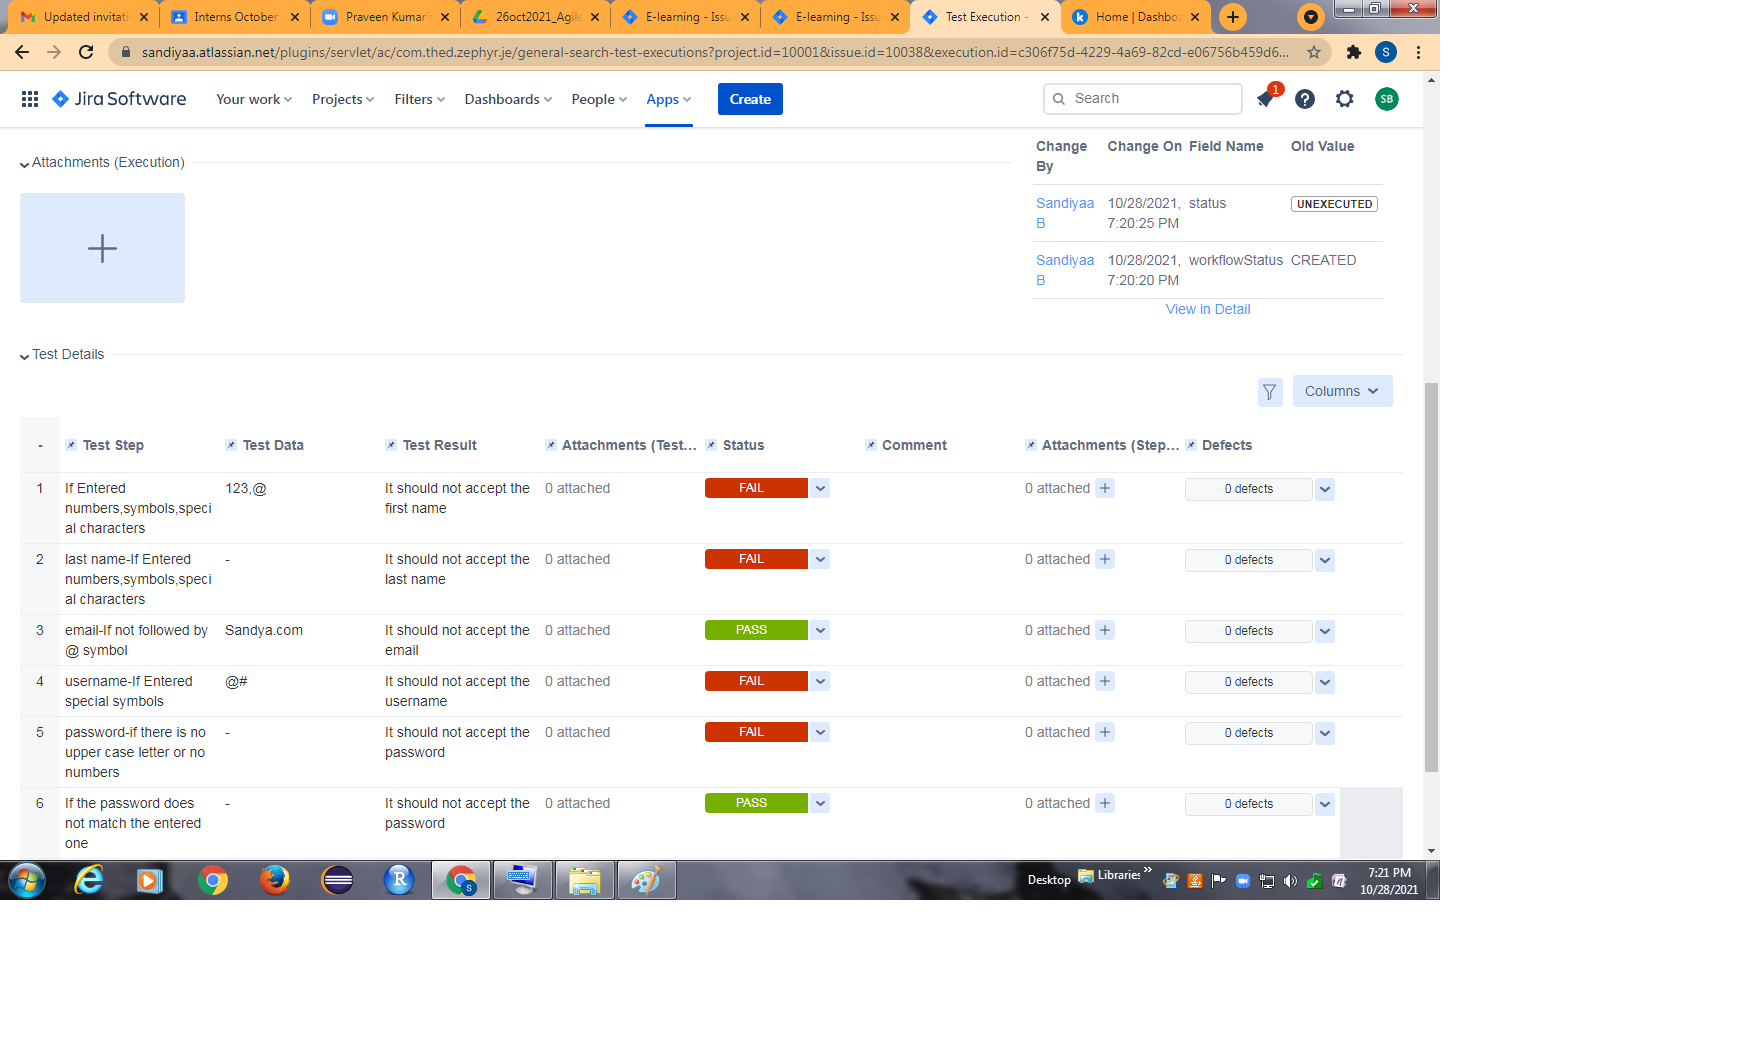 Updated invitati
Interns October
Praveen Kumar's
26oct2021_Agile
E-learning - Issu
E-learning - Issu
Test Execution -
Home | Dashboa
sandiyaa.atlassian.net/plugins/servlet/ac/com.thed.zephyr.je/general-search-test-executions?project.id=10001&issue.id=10038&execution.id=c306f75d-4229-4a69-82cd-e06756b459d6...
S
Jira Software
Your work
Projects
Filters
Dashboards
People
Apps
Create
Search
1
SB
Attachments (Execution)
Change By
Change On
Field Name
Old Value
Sandiyaa B
10/28/2021, 7:20:25 PM
status
UNEXECUTED
Sandiyaa B
10/28/2021, 7:20:20 PM
workflowStatus
CREATED
View in Detail
Test Details
Columns
- Test Step Test Data Test Result Attachments (Test... Status Comment Attachments (Step... Defects
1 If Entered 123,@ It should not accept the 0 attached FAIL 0 attached 0 defects
numbers,symbols,speci first name
al characters
2 last name-If Entered - It should not accept the 0 attached FAIL 0 attached 0 defects
numbers,symbols,speci last name
al characters
3 email-If not followed by Sandya.com It should not accept the 0 attached PASS 0 attached 0 defects
@ symbol email
4 username-If Entered @# It should not accept the 0 attached FAIL 0 attached 0 defects
special symbols username
5 password-if there is no - It should not accept the 0 attached FAIL 0 attached 0 defects
upper case letter or no password
numbers
6 If the password does - It should not accept the 0 attached PASS 0 attached 0 defects
not match the entered password
one
R
S
Desktop
Libraries
7:21 PM
10/28/2021